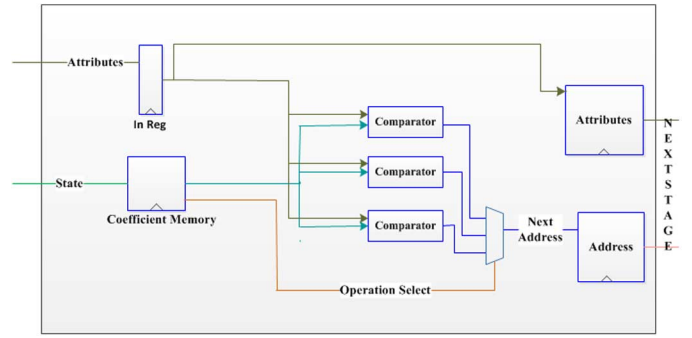 Attributes
In Reg
State
Coefficient Memory
Comparator
Comparator
Comparator
Operation Select
Next
Address
Attributes
Address
N
E
X
T
S
T
A
G
E